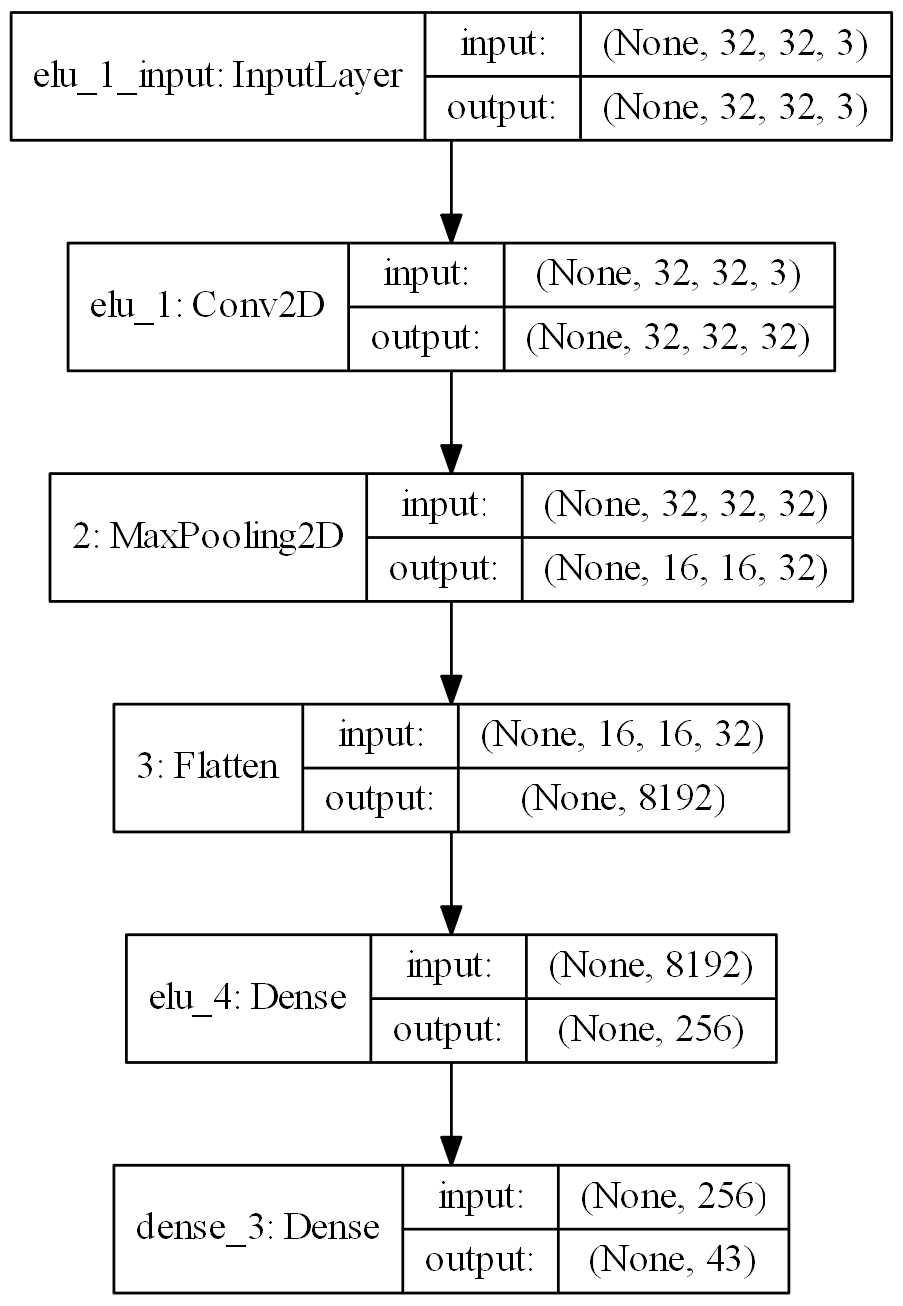 elu_1_input: InputLayer
input:
(None, 32, 32, 3)
output:
(None, 32, 32, 3)
elu_1: Conv2D
input:
(None, 32, 32, 3)
output:
(None, 32, 32, 32)
2: MaxPooling2D
input:
(None, 32, 32, 32)
output:
(None, 16, 16, 32)
3: Flatten
input:
(None, 16, 16, 32)
output:
(None, 8192)
elu_4: Dense
input:
(None, 8192)
output:
(None, 256)
dense_3: Dense
input:
(None, 256)
output:
(None, 43)